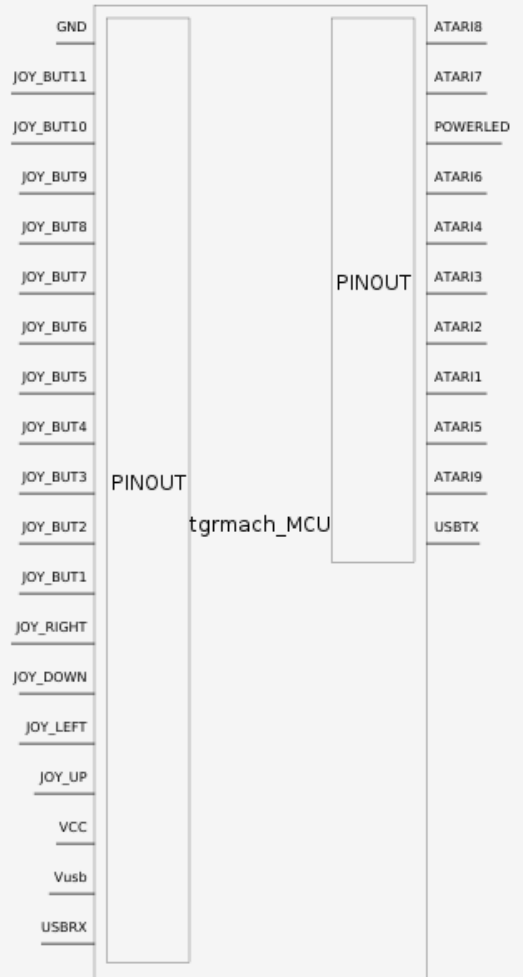 GND
JOY_BUT11
JOY_BUT10
JOY_BUT9
JOY_BUT8
JOY_BUT7
JOY_BUT6
JOY_BUT5
JOY_BUT4
JOY_BUT3
JOY_BUT2
JOY_BUT1
JOY_RIGHT
JOY_DOWN
JOY_LEFT
JOY_UP
VCC
Vusb
USBRX
PINOUT
tgrmach_MCU
PINOUT
ATARI8
ATARI7
POWERLED
ATARI6
ATARI4
ATARI3
ATARI2
ATARI1
ATARI5
ATARI9
USBTX